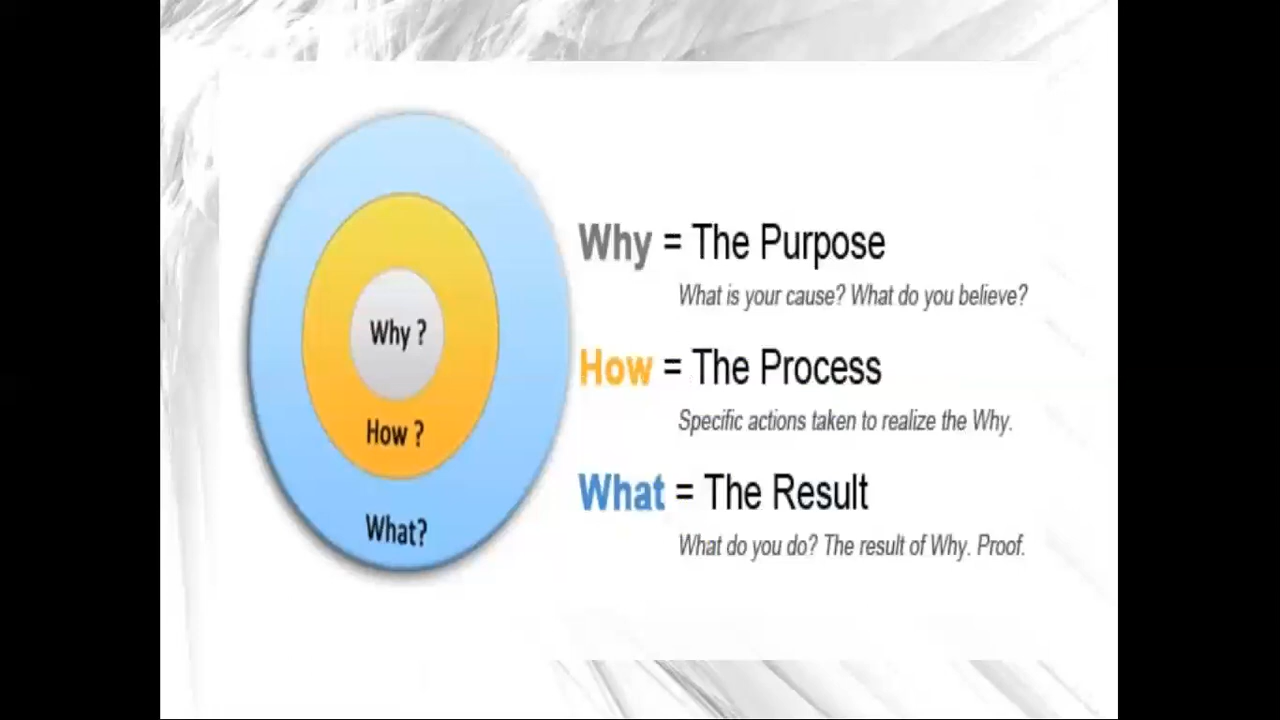 Why ?
How ?
What?
Why = The Purpose
What is your cause? What do you believe?
How = The Process
Specific actions taken to realize the Why.
What = The Result
What do you do? The result of Why. Proof.